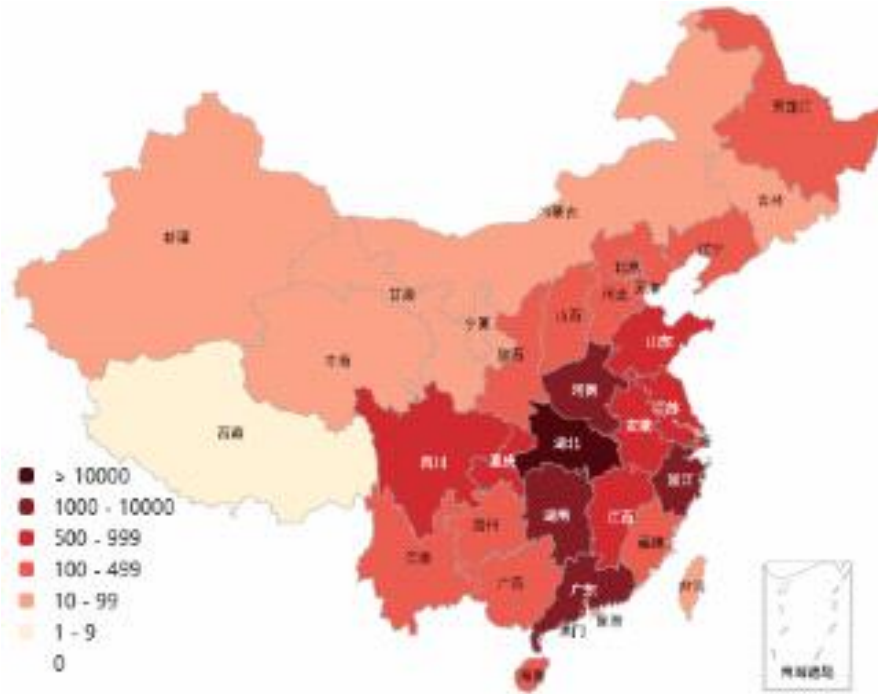 黑龙江
吉林
内蒙古
新疆
辽宁
北京
天津
河北
甘肃
山西
宁夏
青海
陕西
山东
河南
江苏
安徽
西藏
四川
重庆
湖北
浙江
湖南
江西
贵州
福建
云南
广西
广东
台湾
香港
澳门
海南
南海诸岛
> 10000
1000 - 10000
500 - 999
100 - 499
10 - 99
1 - 9
0